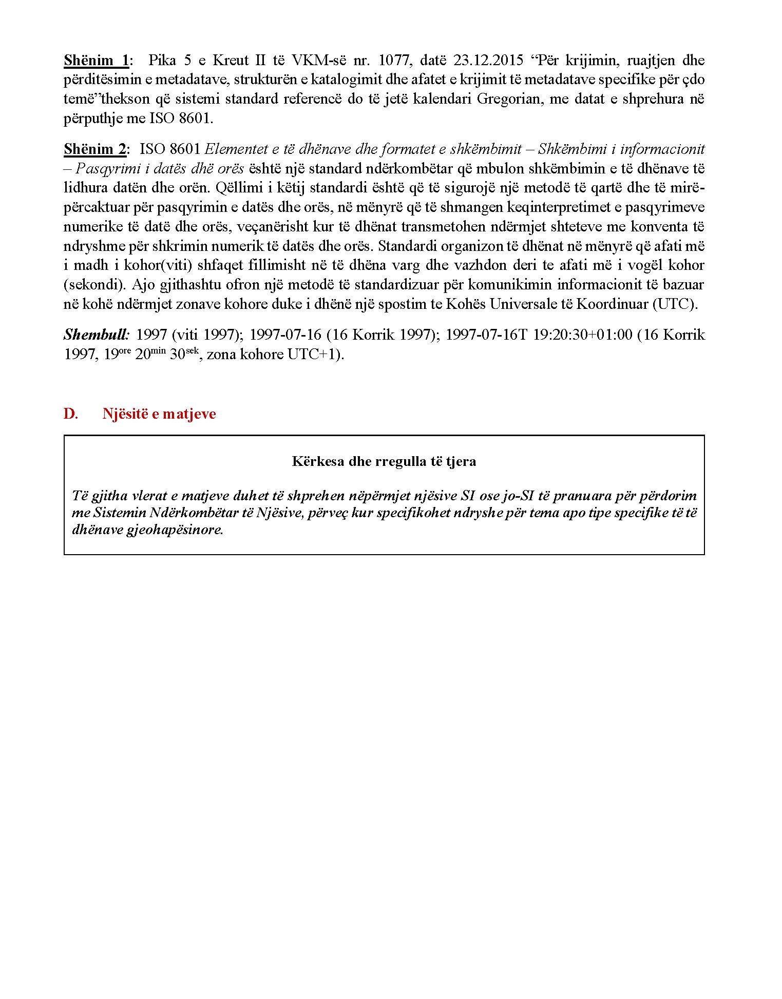 Shënim 1: Pika 5 e Kreut II të VKM-së nr. 1077, datë 23.12.2015 “Për krijimin, ruajtjen dhe
përditësimin e metadatave, strukturën e katalogimit dhe afatet e krijimit të metadatave specifike për çdo
temë”thekson që sistemi standard referencë do të jetë kalendari Gregorian, me datat e shprehura në
përputhje me ISO 8601.
Shënim 2: ISO 8601 Elementet e të dhënave dhe formatet e shkëmbimit – Shkëmbimi i informacionit
– Pasqyrimi i datës dhë orës është një standard ndërkombëtar që mbulon shkëmbimin e të dhënave të
lidhura datën dhe orën. Qëllimi i këtij standardi është që të sigurojë një metodë të qartë dhe të mirë-
përcaktuar për pasqyrimin e datës dhe orës, në mënyrë që të shmangen keqinterpretimet e pasqyrimeve
numerike të datë dhe orës, veçanërisht kur të dhënat transmetohen ndërmjet shteteve me konventa të
ndryshme për shkrimin numerik të datës dhe orës. Standardi organizon të dhënat në mënyrë që afati më
i madh i kohor(viti) shfaqet fillimisht në të dhëna varg dhe vazhdon deri te afati më i vogël kohor
(sekondi). Ajo gjithashtu ofron një metodë të standardizuar për komunikimin informacionit të bazuar
në kohë ndërmjet zonave kohore duke i dhënë një spostim te Kohës Universale të Koordinuar (UTC).
Shembull: 1997 (viti 1997); 1997-07-16 (16 Korrik 1997); 1997-07-16T 19:20:30+01:00 (16 Korrik
1997, 19ore 20min 30sek, zona kohore UTC+1).
D. Njësitë e matjeve
Kërkesa dhe rregulla të tjera
Të gjitha vlerat e matjeve duhet të shprehen nëpërmjet njësive SI ose jo-SI të pranuara për përdorim
me Sistemin Ndërkombëtar të Njësive, përveç kur specifikohet ndryshe për tema apo tipe specifike të të
dhënave gjeohapësinore.